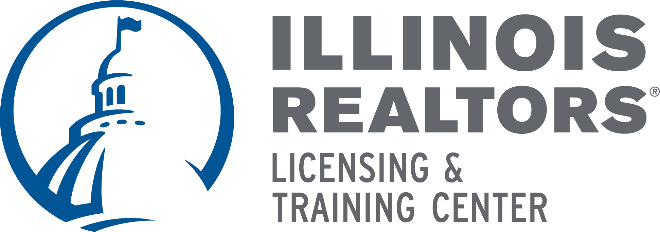 ILLINOIS
REALTORS®
LICENSING &
TRAINING CENTER